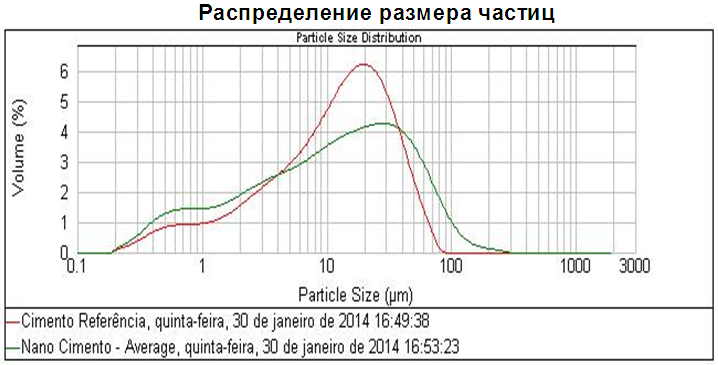 Распределение размера частиц
Particle Size Distribution
Volume (%)
6
5
4
3
2
1
0
0.1 1 10 100 1000 3000
Particle Size (µm)
Cimento Referência, quinta-feira, 30 de janeiro de 2014 16:49:38
Nano Cimento - Average, quinta-feira, 30 de janeiro de 2014 16:53:23